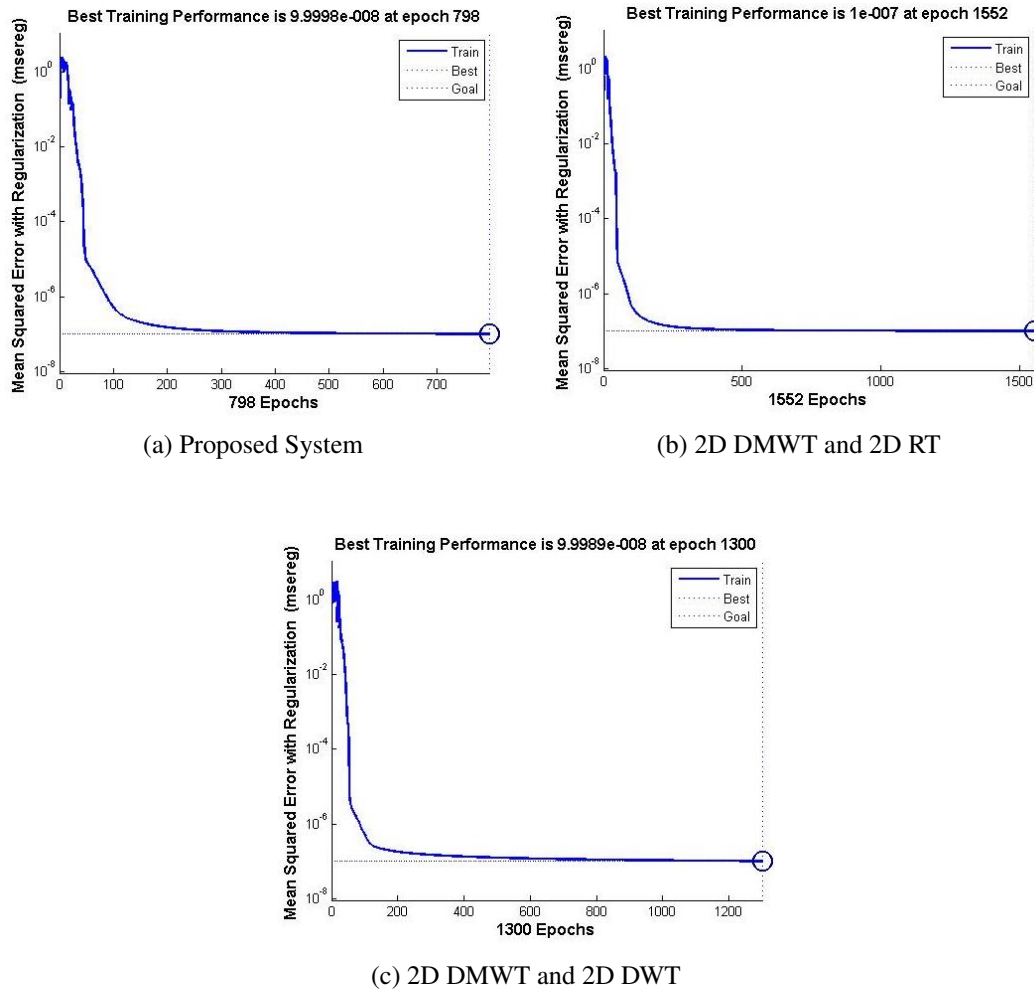 Best Training Performance is 9.9998e-008 at epoch 798
Mean Squared Error with Regularization (msereg)
10^0
10^-2
10^-4
10^-6
10^-8
Train
Best
Goal
0 100 200 300 400 500 600 700
798 Epochs
(a) Proposed System
Best Training Performance is 1e-007 at epoch 1552
Mean Squared Error with Regularization (msereg)
10^0
10^-2
10^-4
10^-6
10^-8
Train
Best
Goal
0 500 1000 1500
1552 Epochs
(b) 2D DMWT and 2D RT
Best Training Performance is 9.9989e-008 at epoch 1300
Mean Squared Error with Regularization (msereg)
10^0
10^-2
10^-4
10^-6
10^-8
Train
Best
Goal
0 200 400 600 800 1000 1200
1300 Epochs
(c) 2D DMWT and 2D DWT